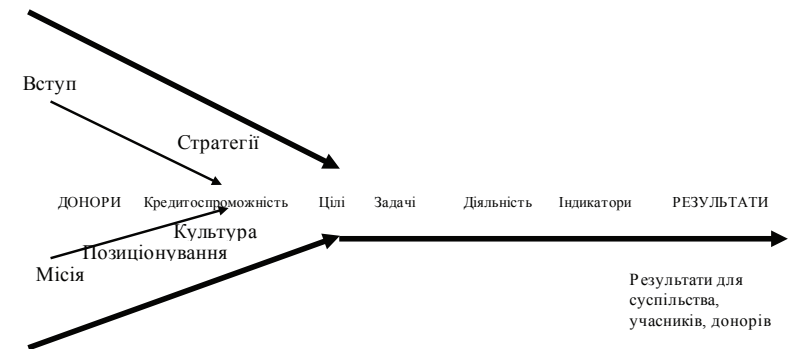 Вступ
Стратегії
ДОНОРИ Кредитоспроможність Цілі Задачі Діяльність Індикатори РЕЗУЛЬТАТИ
Культура
Позиціонування
Місія
Результати для
суспільства,
учасників, донорів